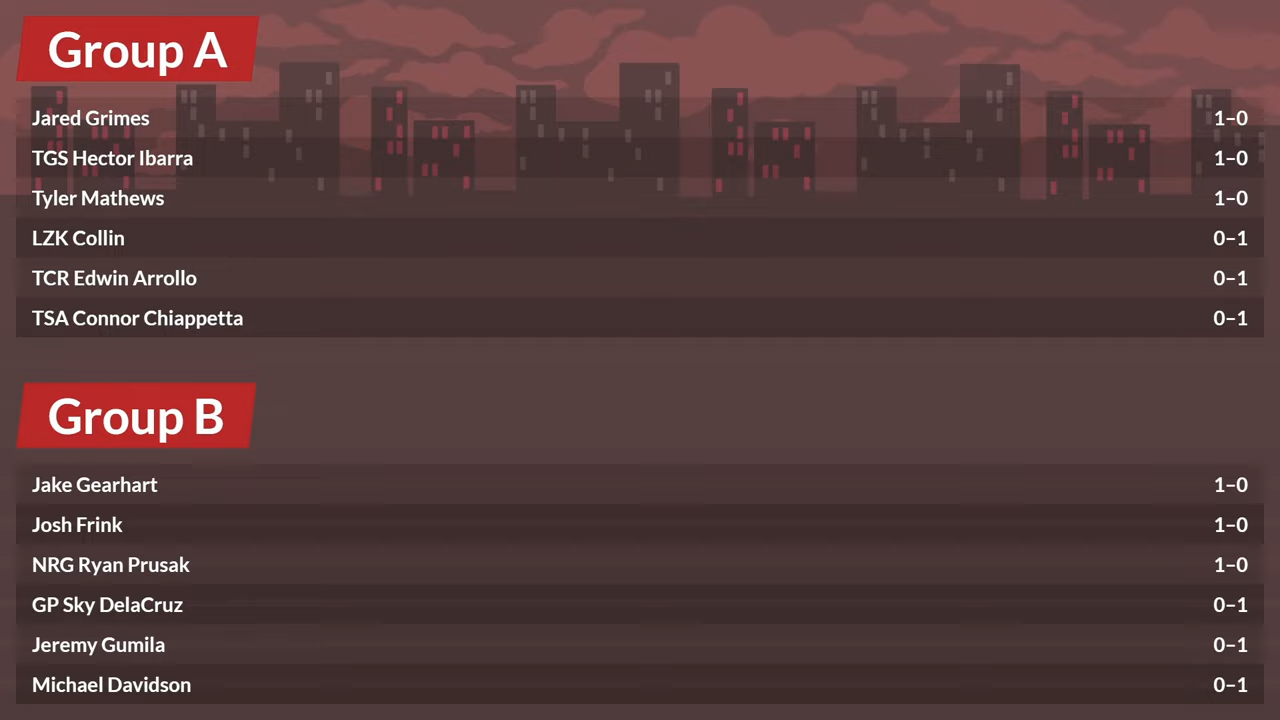 Group A
Jared Grimes 1–0
TGS Hector Ibarra 1–0
Tyler Mathews 1–0
LZK Collin 0–1
TCR Edwin Arrollo 0–1
TSA Connor Chiappetta 0–1
Group B
Jake Gearhart 1–0
Josh Frink 1–0
NRG Ryan Prusak 1–0
GP Sky DelaCruz 0–1
Jeremy Gumila 0–1
Michael Davidson 0–1